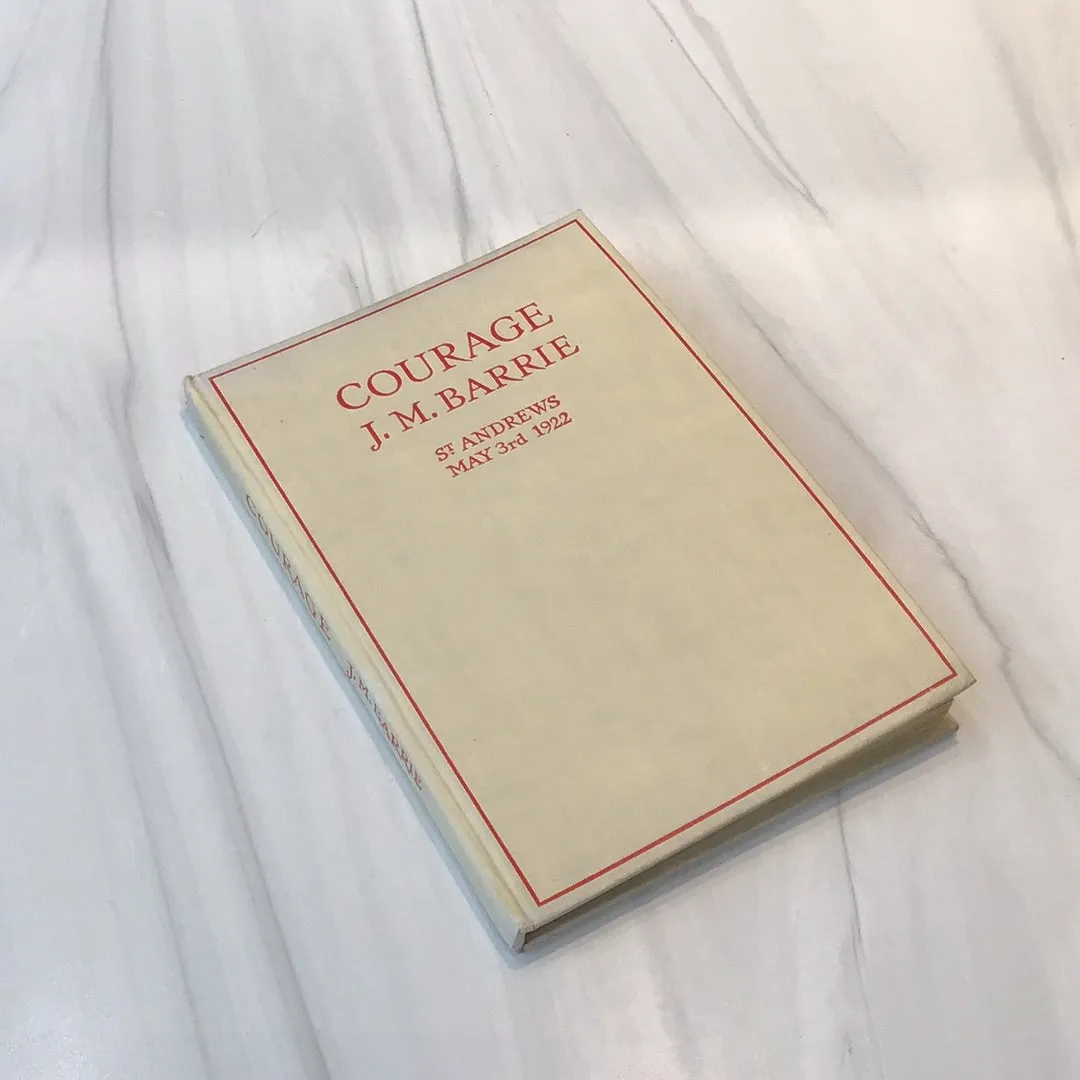 COURAGE
J. M. BARRIE
ST ANDREWS
MAY 3rd 1922
COURAGE J. M. BARRIE